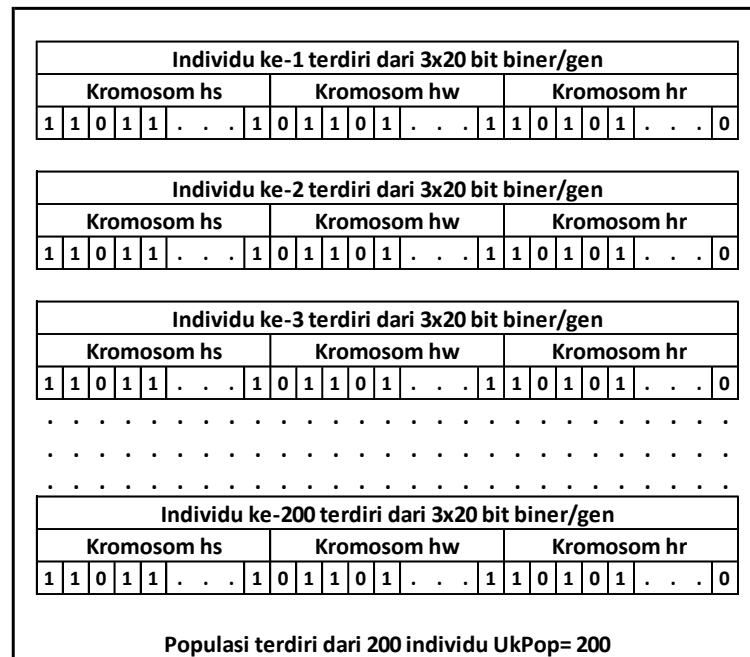 Individu ke-1 terdiri dari 3x20 bit biner/gen
Kromosom hs Kromosom hw Kromosom hr
1 1 0 1 1 . . . 1 0 1 1 0 1 . . . 1 1 0 1 0 1 . . . 0
Individu ke-2 terdiri dari 3x20 bit biner/gen
Kromosom hs Kromosom hw Kromosom hr
1 1 0 1 1 . . . 1 0 1 1 0 1 . . . 1 1 0 1 0 1 . . . 0
Individu ke-3 terdiri dari 3x20 bit biner/gen
Kromosom hs Kromosom hw Kromosom hr
1 1 0 1 1 . . . 1 0 1 1 0 1 . . . 1 1 0 1 0 1 . . . 0
. . . . . . . . . . . . . . . . . . . . . . . . . . .
. . . . . . . . . . . . . . . . . . . . . . . . . . .
. . . . . . . . . . . . . . . . . . . . . . . . . . .
Individu ke-200 terdiri dari 3x20 bit biner/gen
Kromosom hs Kromosom hw Kromosom hr
1 1 0 1 1 . . . 1 0 1 1 0 1 . . . 1 1 0 1 0 1 . . . 0
Populasi terdiri dari 200 individu UkPop= 200